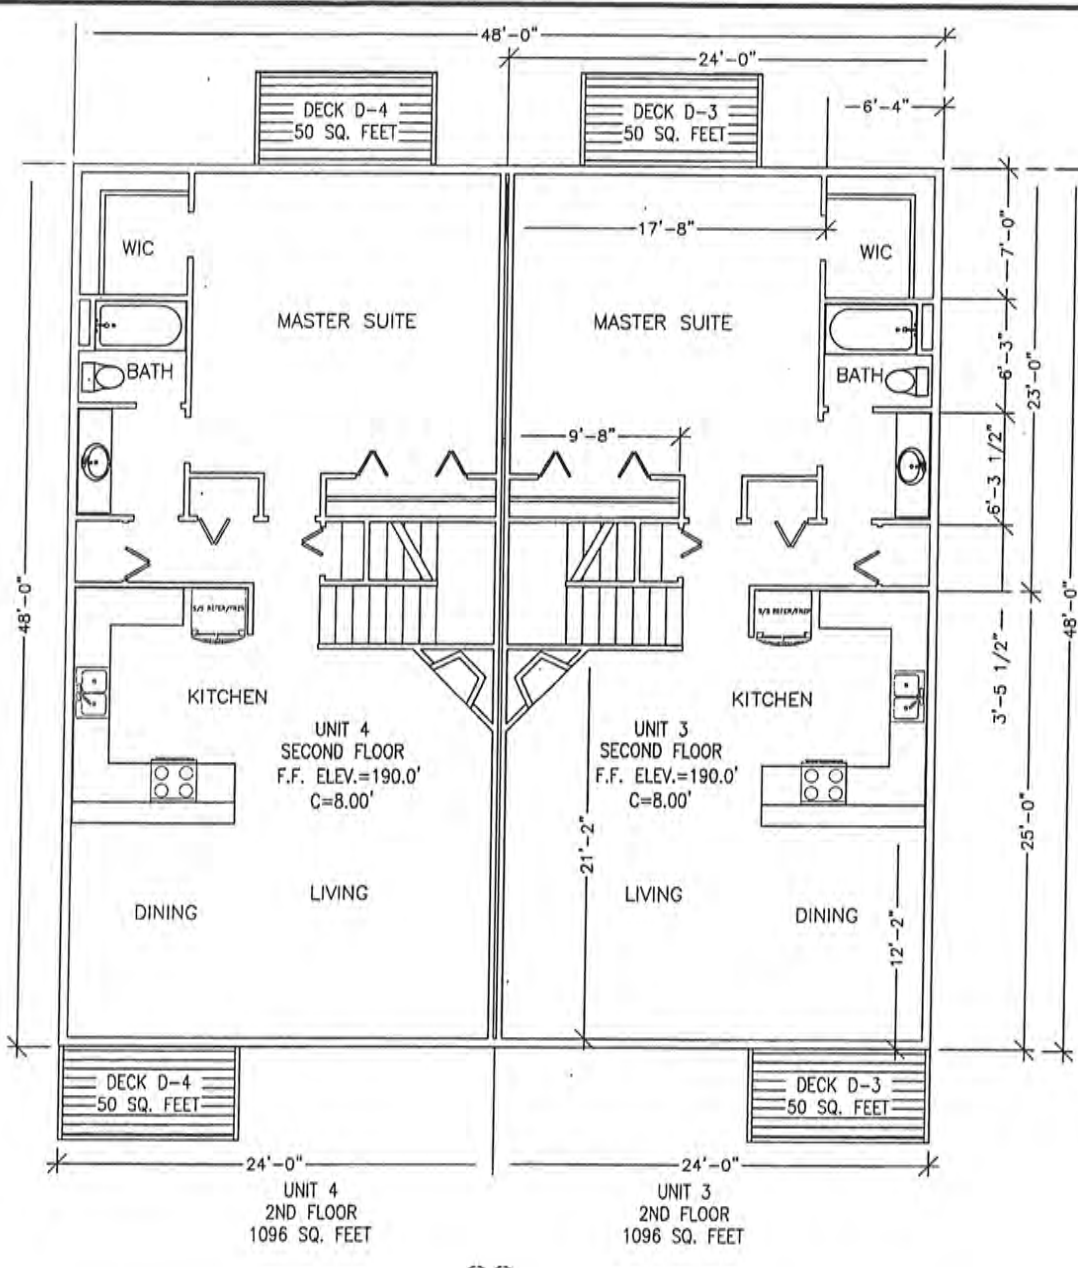 48'-0"
24'-0"
6'-4"
DECK D-4
50 SQ. FEET
DECK D-3
50 SQ. FEET
17'-8"
7'-0"
WIC
WIC
MASTER SUITE
MASTER SUITE
6'-3"
BATH
BATH
23'-0"
9'-8"
6'-3 1/2"
48'-0"
48'-0"
S/S REFER/FRER
S/S REFER/FRER
3'-5 1/2"
KITCHEN
KITCHEN
UNIT 4
SECOND FLOOR
F.F. ELEV.=190.0'
C=8.00'
UNIT 3
SECOND FLOOR
F.F. ELEV.=190.0'
C=8.00'
21'-2"
25'-0"
LIVING
LIVING
DINING
DINING
12'-2"
DECK D-4
50 SQ. FEET
DECK D-3
50 SQ. FEET
24'-0"
24'-0"
UNIT 4
2ND FLOOR
1096 SQ. FEET
UNIT 3
2ND FLOOR
1096 SQ. FEET